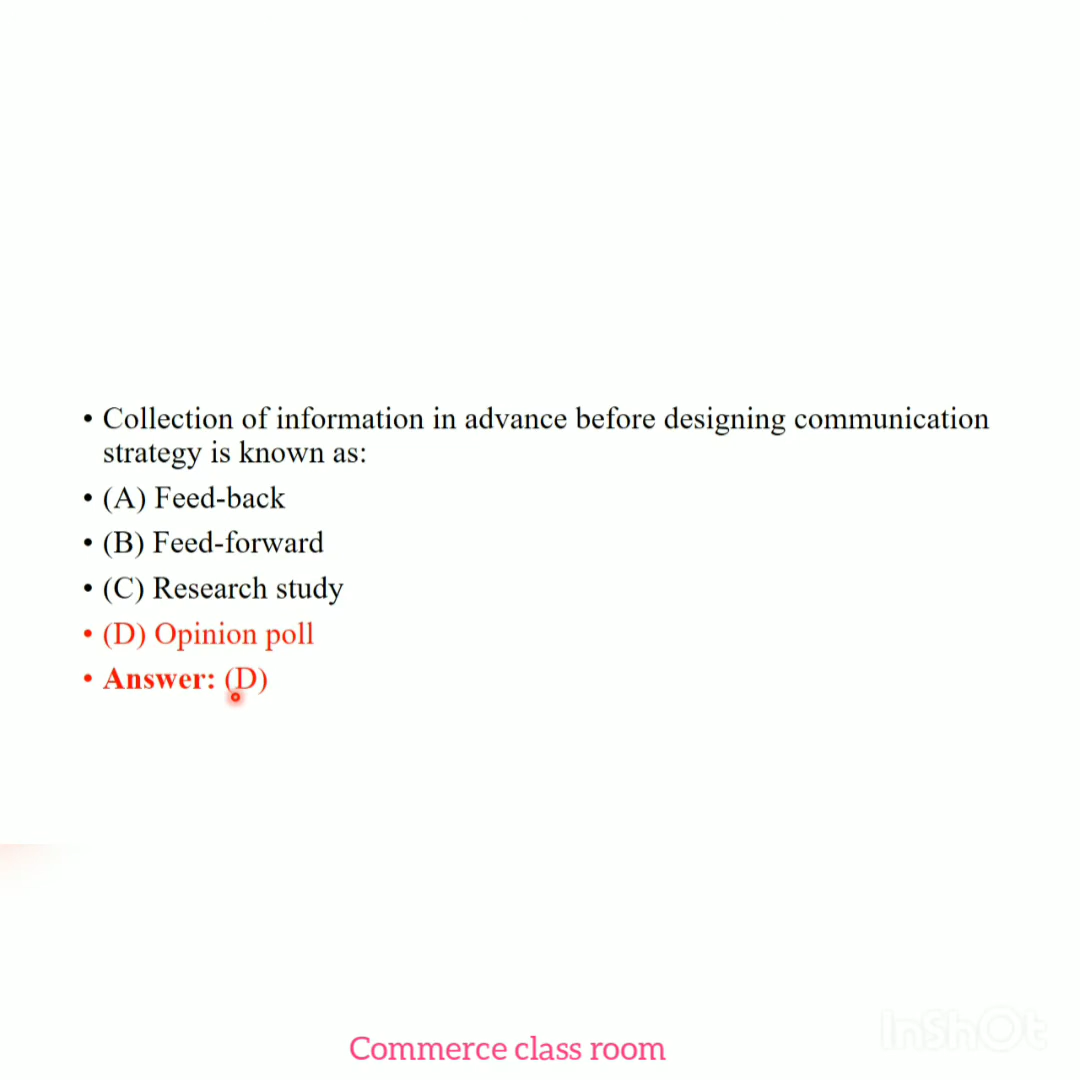 • Collection of information in advance before designing communication
strategy is known as:
• (A) Feed-back
• (B) Feed-forward
• (C) Research study
• (D) Opinion poll
• Answer: (D)
InShOt
Commerce class room